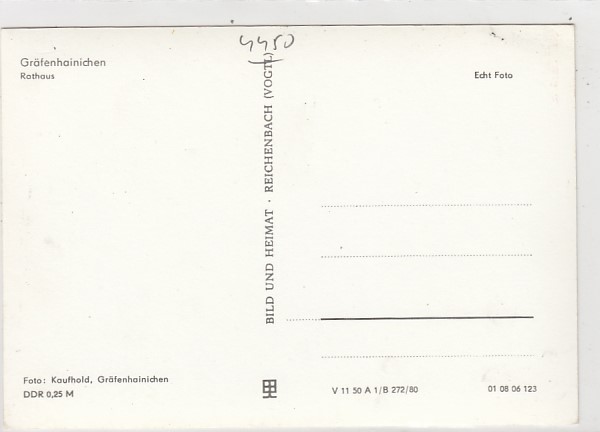 4450
Gräfenhainichen
Rathaus
Echt Foto
BILD UND HEIMAT · REICHENBACH (VOGTL)
Foto: Kaufhold, Gräfenhainichen
DDR 0,25 M
V 11 50 A 1/B 272/80
01 08 06 123